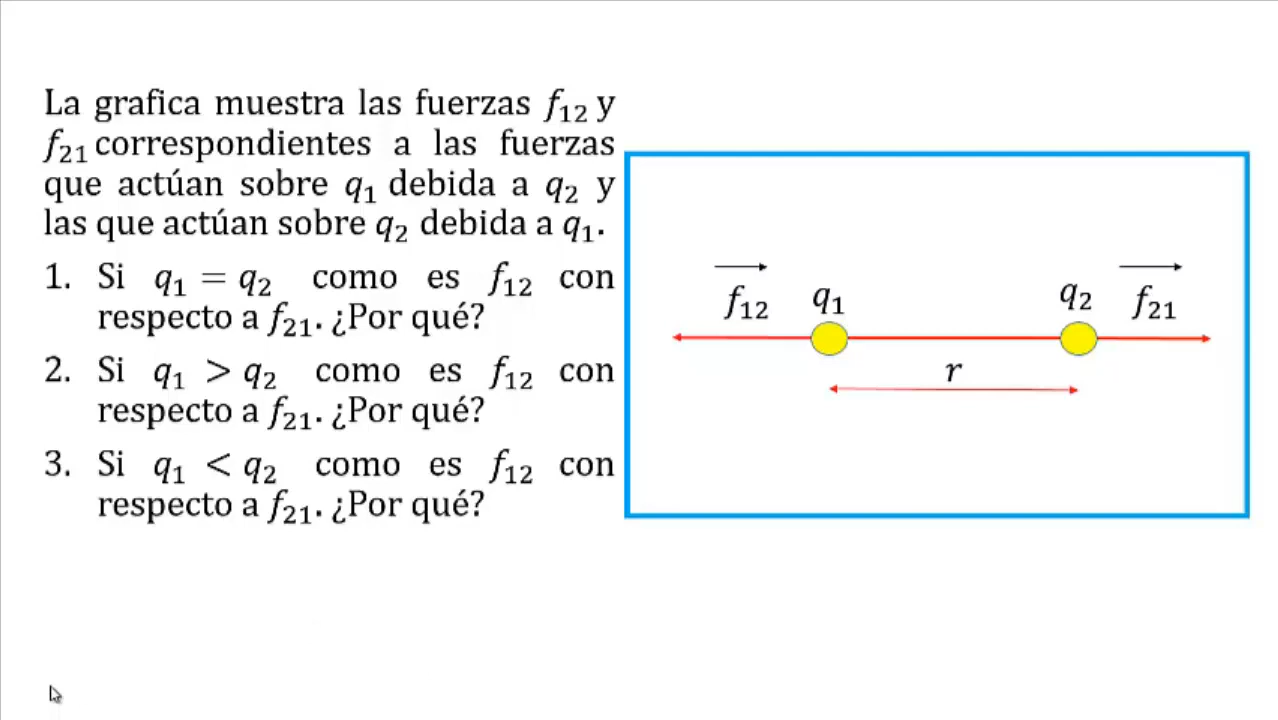 La grafica muestra las fuerzas f₁₂ y
f₂₁ correspondientes a las fuerzas
que actúan sobre q₁ debida a q₂ y
las que actúan sobre q₂ debida a q₁.
1. Si q₁ = q₂ como es f₁₂ con
respecto a f₂₁. ¿Por qué?
2. Si q₁ > q₂ como es f₁₂ con
respecto a f₂₁. ¿Por qué?
3. Si q₁ < q₂ como es f₁₂ con
respecto a f₂₁. ¿Por qué?
f₁₂ q₁ q₂ f₂₁
r